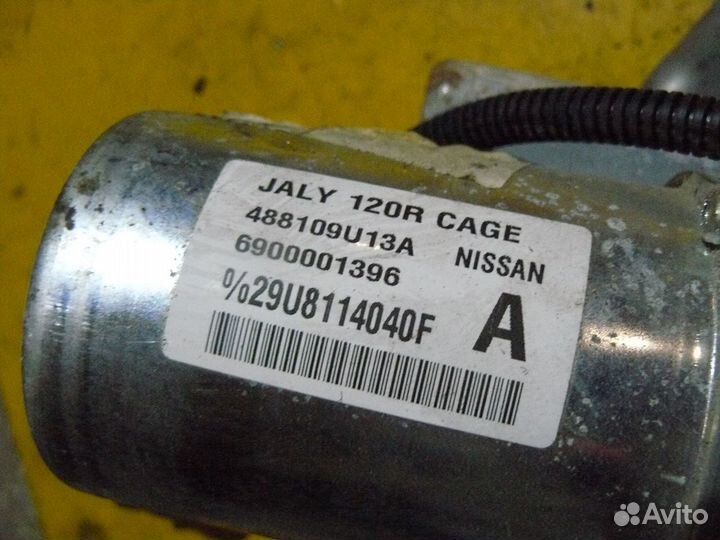 JALY 120R CAGE
488109U13A NISSAN
6900001396
%29U8114040F A
Avito